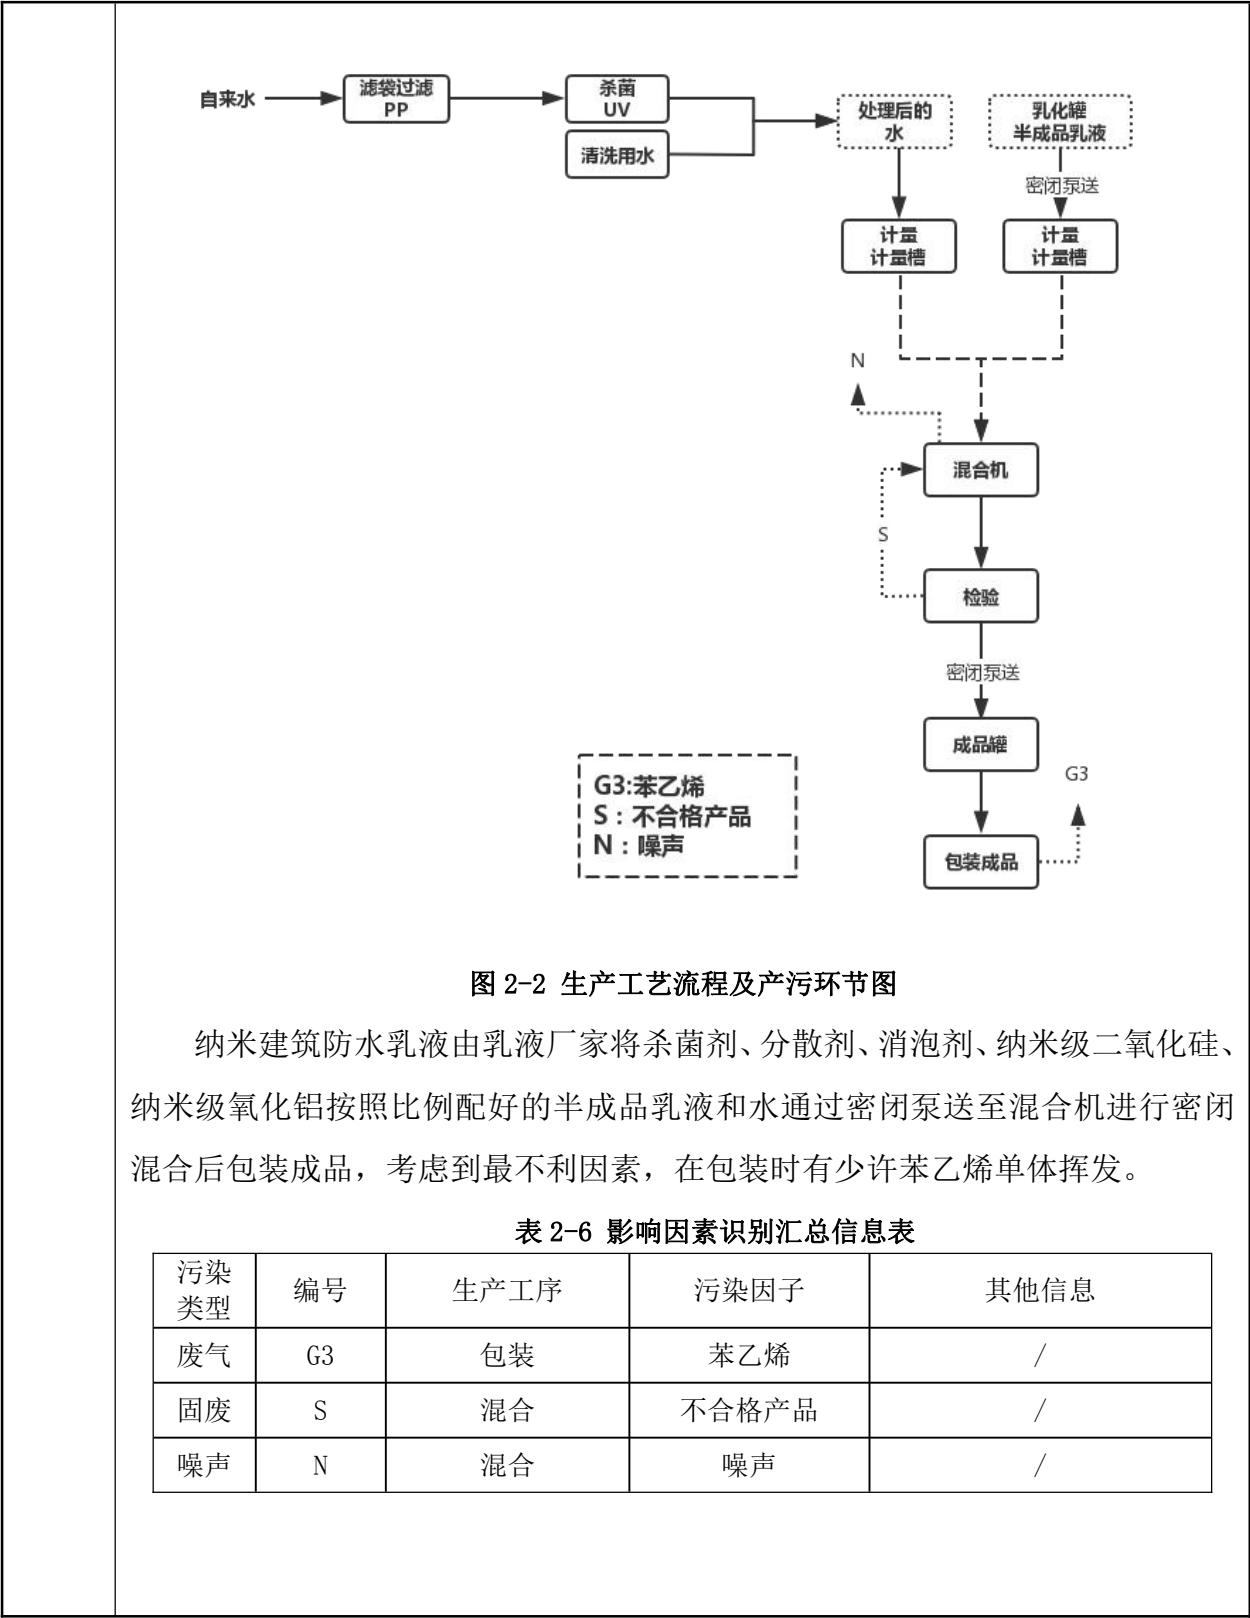 自来水
滤袋过滤
PP
杀菌
UV
清洗用水
处理后的
水
乳化罐
半成品乳液
密闭泵送
计量
计量槽
计量
计量槽
N
混合机
S
检验
密闭泵送
成品罐
G3
包装成品
G3:苯乙烯
S：不合格产品
N：噪声
图 2-2 生产工艺流程及产污环节图
纳米建筑防水乳液由乳液厂家将杀菌剂、分散剂、消泡剂、纳米级二氧化硅、
纳米级氧化铝按照比例配好的半成品乳液和水通过密闭泵送至混合机进行密闭
混合后包装成品，考虑到最不利因素，在包装时有少许苯乙烯单体挥发。
表 2-6 影响因素识别汇总信息表
污染
类型 编号 生产工序 污染因子 其他信息
废气 G3 包装 苯乙烯 /
固废 S 混合 不合格产品 /
噪声 N 混合 噪声 /